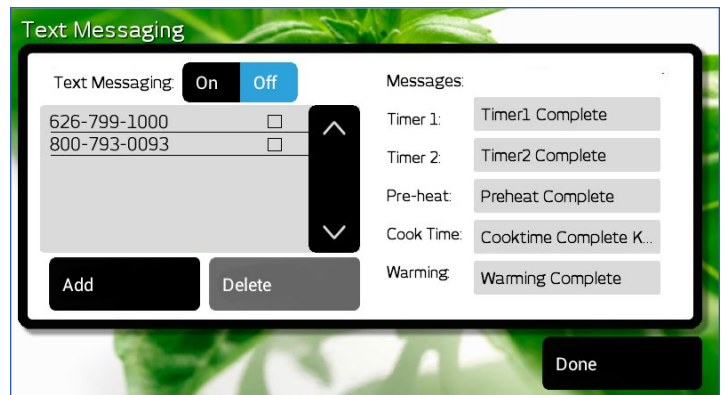 Text Messaging
Text Messaging: On Off
626-799-1000
800-793-0093
Add Delete
Messages:
Timer 1: Timer1 Complete
Timer 2: Timer2 Complete
Pre-heat: Preheat Complete
Cook Time: Cooktime Complete K...
Warming: Warming Complete
Done